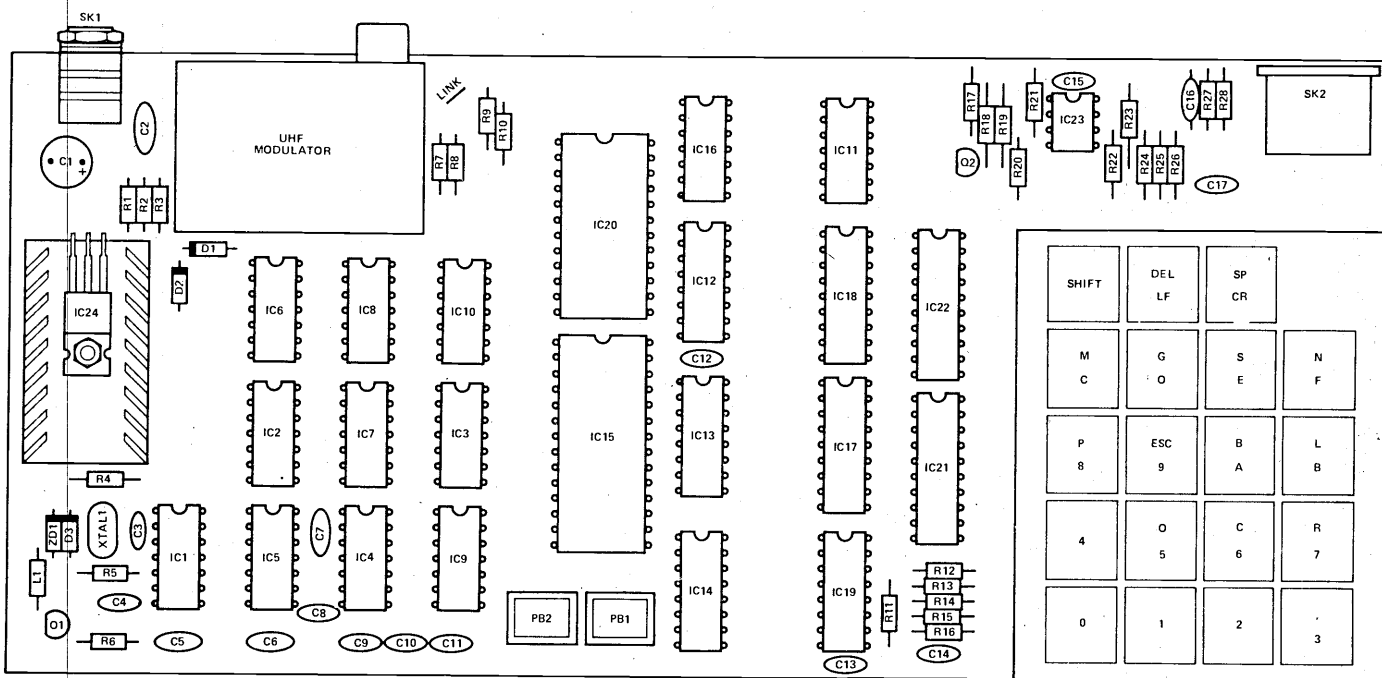 SK1
LINK
C2
UHF
MODULATOR
C1
+
R9
R10
R7
R8
R1
R2
R3
D1
D2
IC24
IC6
IC8
IC10
IC2
IC7
IC3
R4
ZD1
D3
XTAL1
C3
IC1
IC5
C7
IC4
IC9
L1
R5
C4
C8
Q1
R6
C5
C6
C9
C10
C11
IC20
IC15
PB2
PB1
IC16
IC12
C12
IC13
IC14
IC11
IC18
IC17
IC19
C13
IC22
IC21
R11
R12
R13
R14
R15
R16
C14
R17
R18
R19
Q2
R20
R21
C15
IC23
R22
R23
R24
R25
R26
C16
R27
R28
C17
SK2
SHIFT
DEL
LF
SP
CR
M
C
G
O
S
E
N
F
P
8
ESC
9
B
A
L
B
4
O
5
C
6
R
7
0
1
2
3